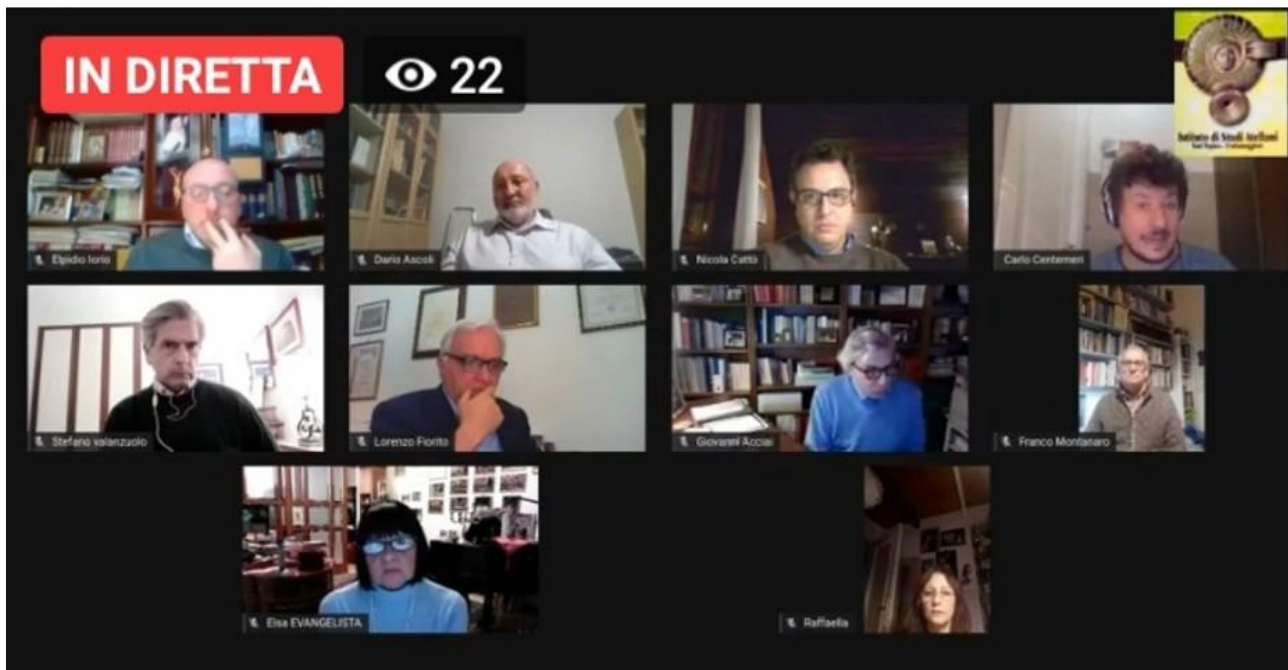 IN DIRETTA
22
Istituto di Studi Atellani
Elpidio Iorio
Dario Ascoli
Nicola Cattò
Carlo Centemeri
Stefano Valanzuolo
Lorenzo Fiorito
Giovanni Acciai
Franco Montanaro
Elsa EVANGELISTA
Raffaella